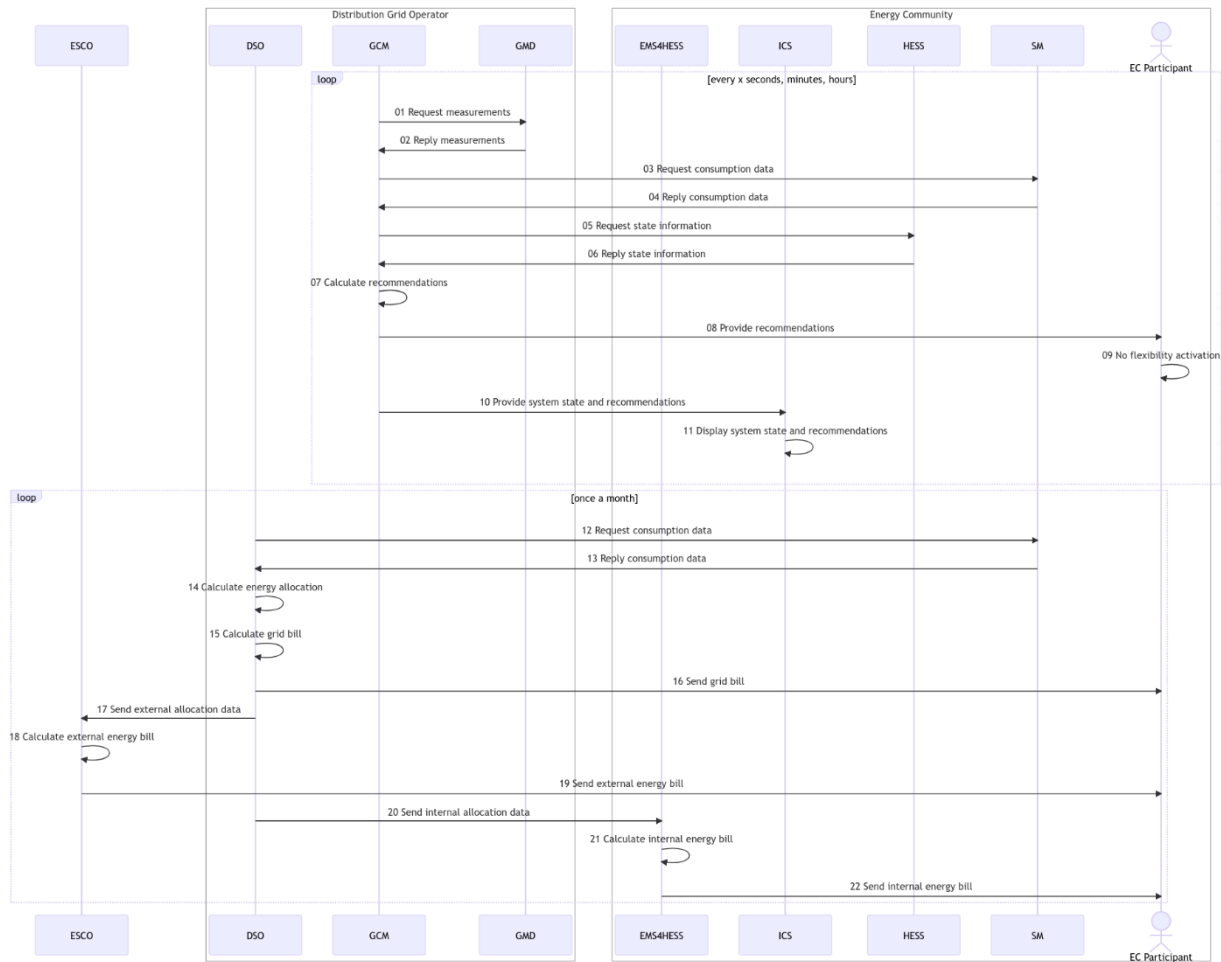 Distribution Grid Operator
Energy Community
ESCO
DSO
GCM
GMD
EMS4HESS
ICS
HESS
SM
EC Participant
loop
[every x seconds, minutes, hours]
01 Request measurements
02 Reply measurements
03 Request consumption data
04 Reply consumption data
05 Request state information
06 Reply state information
07 Calculate recommendations
08 Provide recommendations
09 No flexibility activation
10 Provide system state and recommendations
11 Display system state and recommendations
loop
[once a month]
12 Request consumption data
13 Reply consumption data
14 Calculate energy allocation
15 Calculate grid bill
16 Send grid bill
17 Send external allocation data
18 Calculate external energy bill
19 Send external energy bill
20 Send internal allocation data
21 Calculate internal energy bill
22 Send internal energy bill
ESCO
DSO
GCM
GMD
EMS4HESS
ICS
HESS
SM
EC Participant